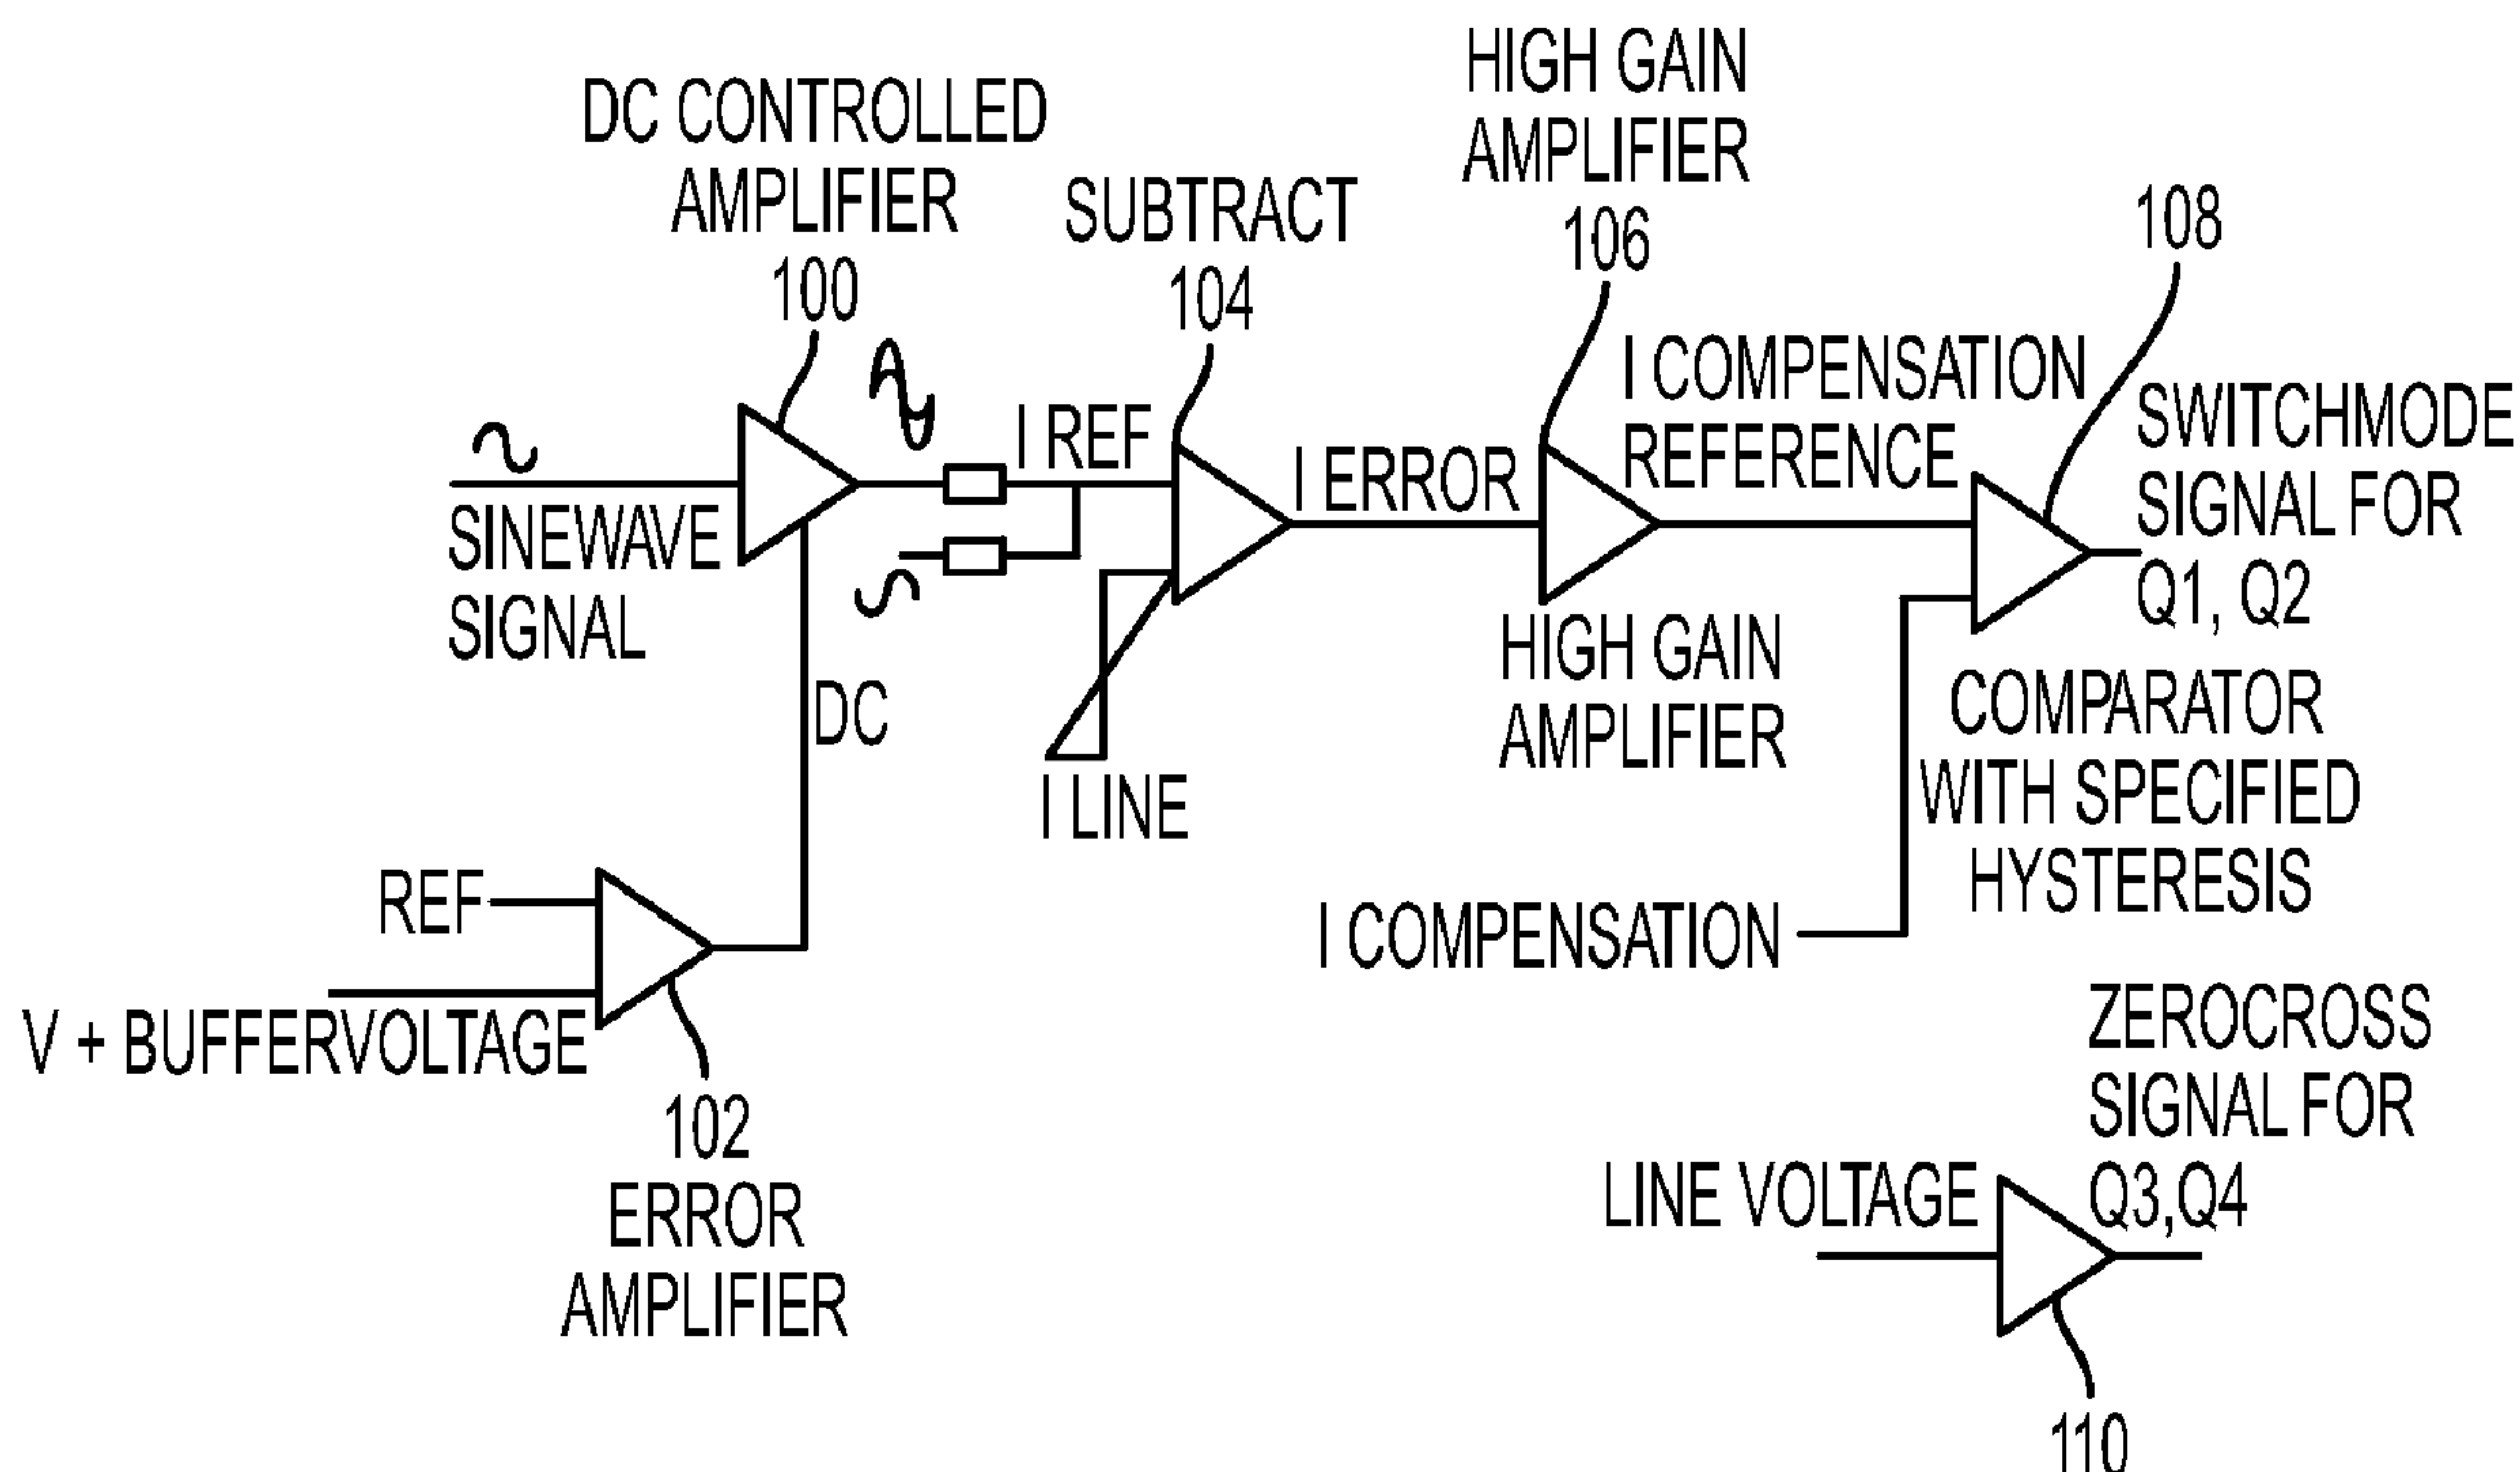 DC CONTROLLED
AMPLIFIER
100
SUBTRACT
104
HIGH GAIN
AMPLIFIER
106
108
I REF
I ERROR
I COMPENSATION
REFERENCE
SWITCHMODE
SIGNAL FOR
Q1, Q2
SINEWAVE
SIGNAL
DC
I LINE
HIGH GAIN
AMPLIFIER
COMPARATOR
WITH SPECIFIED
HYSTERESIS
REF
I COMPENSATION
V + BUFFERVOLTAGE
102
ERROR
AMPLIFIER
ZEROCROSS
SIGNAL FOR
Q3,Q4
LINE VOLTAGE
110